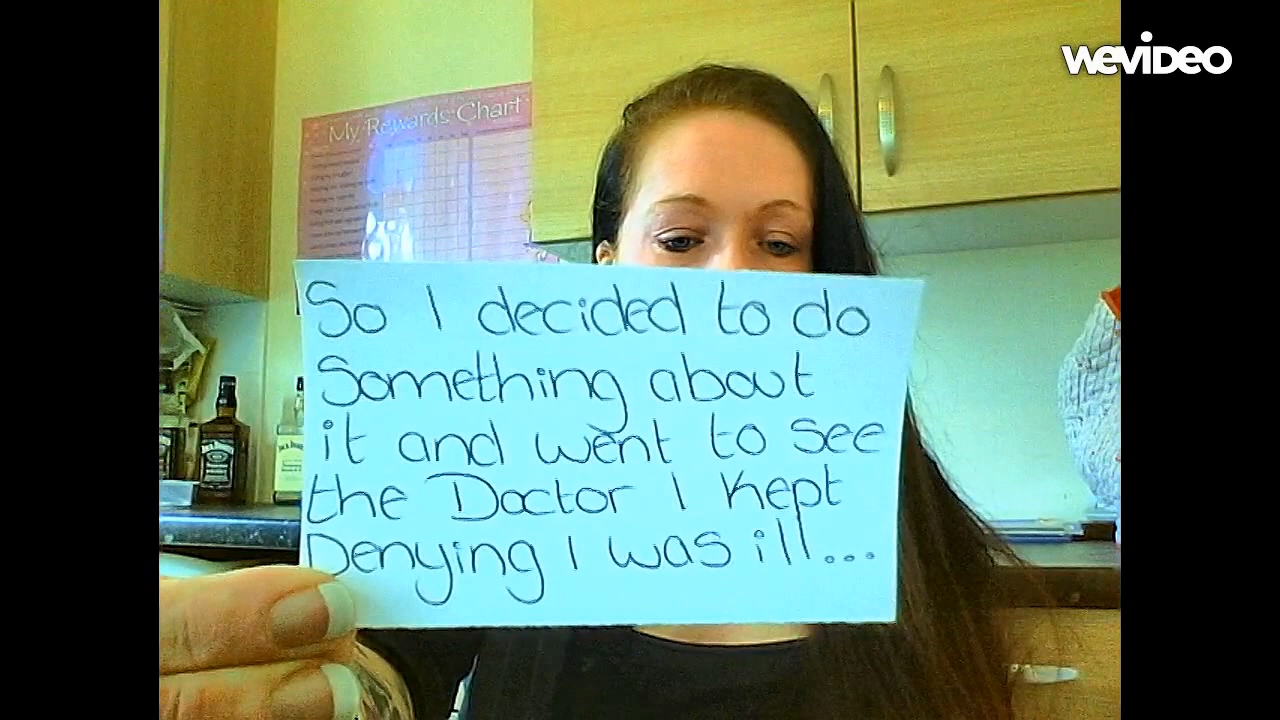 wevideo
My Rewards Chart
So I decided to do
Something about
it and went to see
the Doctor I kept
Denying I was ill...